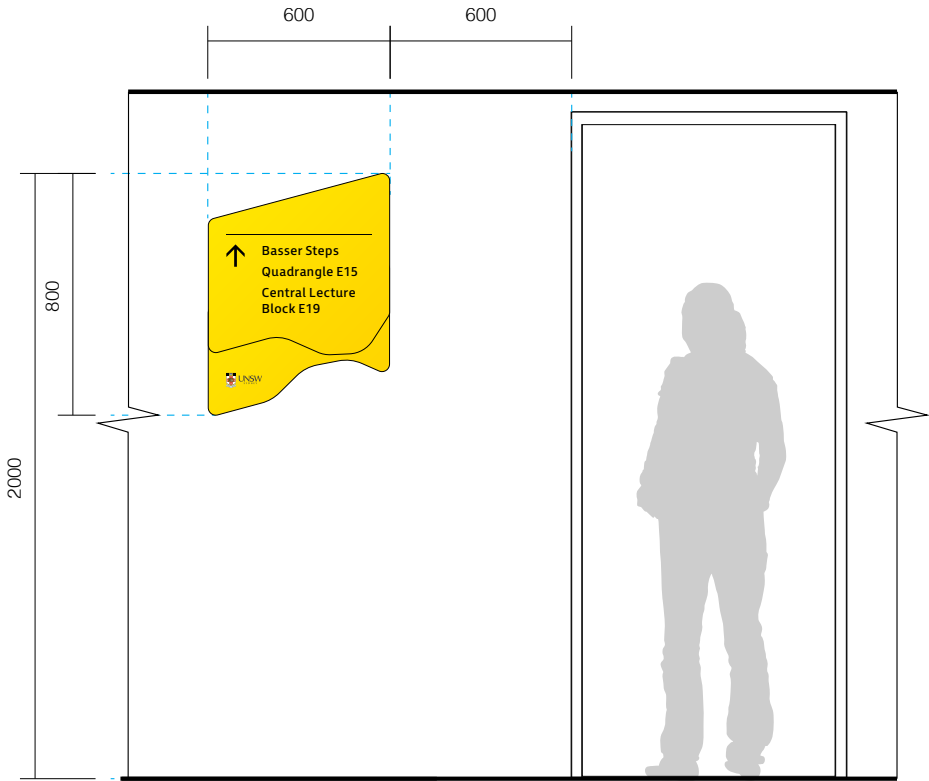 600
600
800
2000
Basser Steps
Quadrangle E15
Central Lecture
Block E19
UNSW